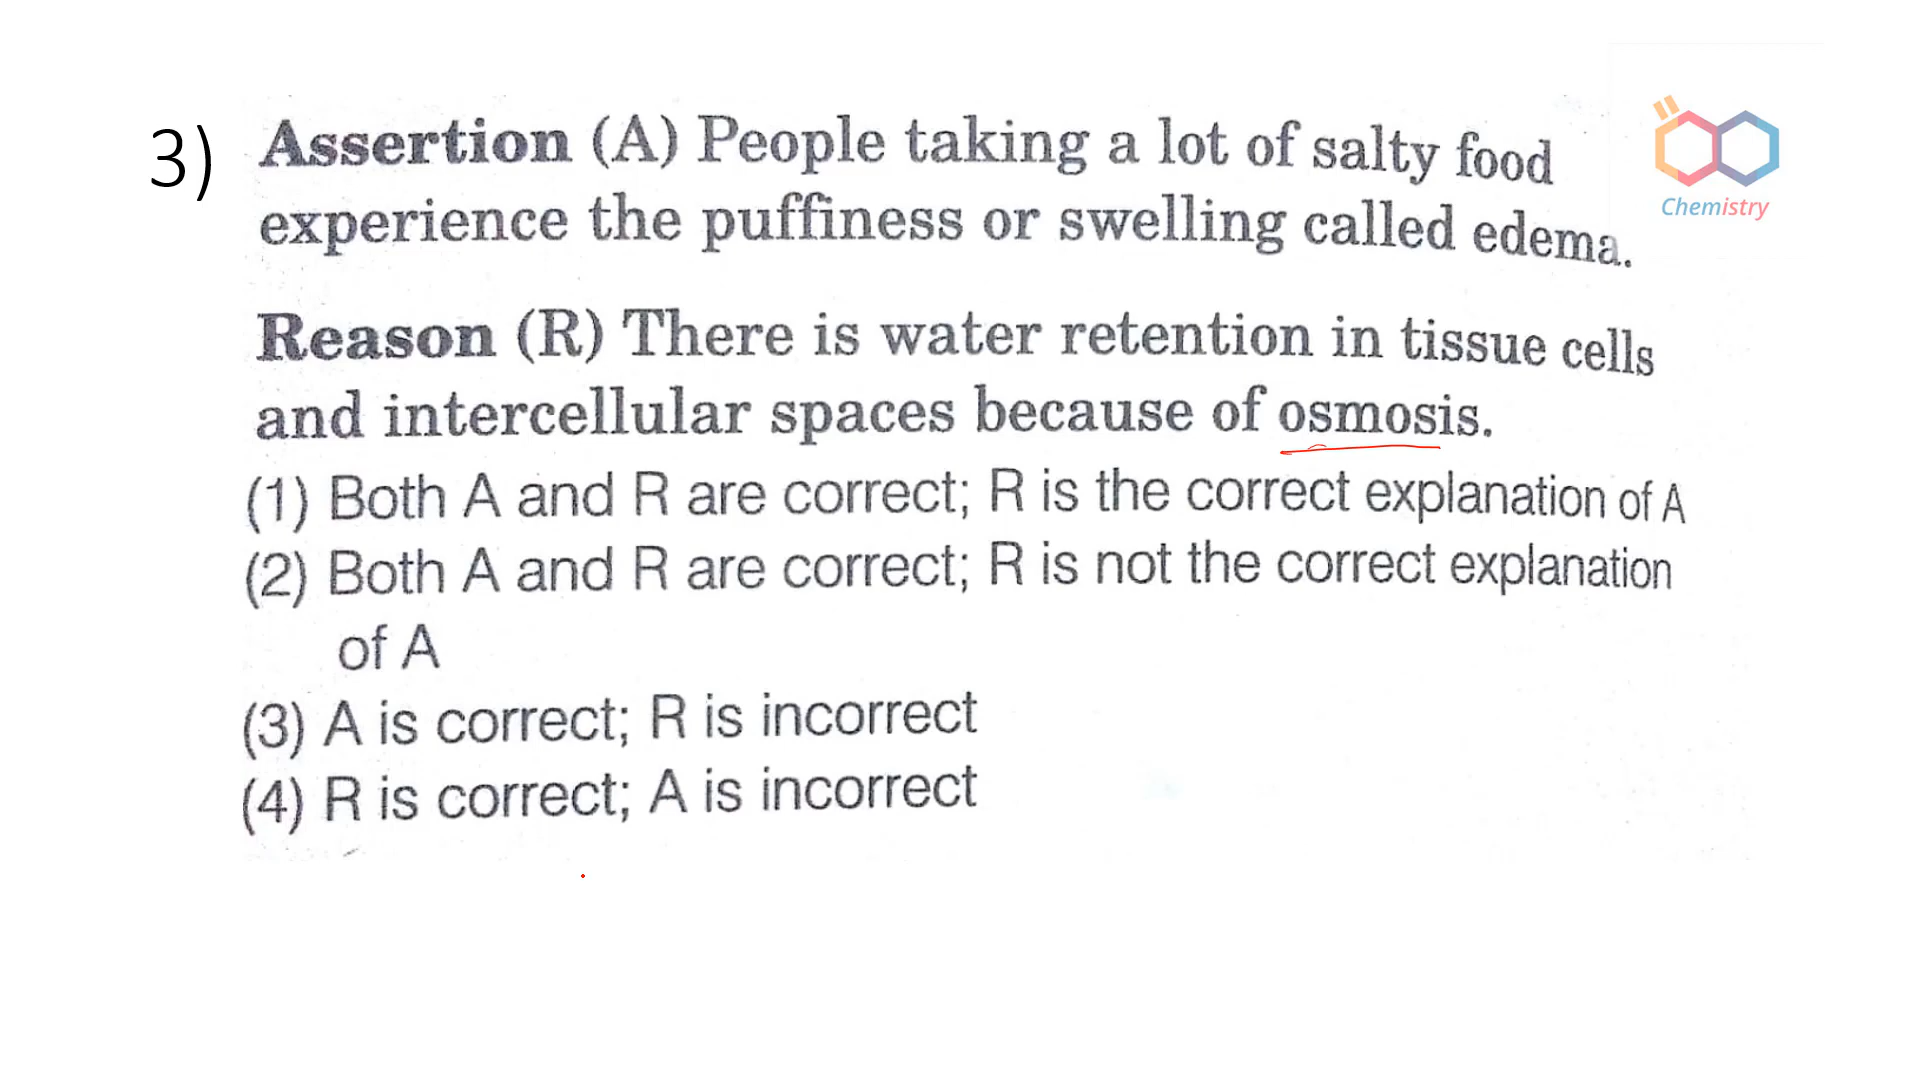 3) Assertion (A) People taking a lot of salty food
experience the puffiness or swelling called edema.
Chemistry
Reason (R) There is water retention in tissue cells
and intercellular spaces because of osmosis.
(1) Both A and R are correct; R is the correct explanation of A
(2) Both A and R are correct; R is not the correct explanation
of A
(3) A is correct; R is incorrect
(4) R is correct; A is incorrect